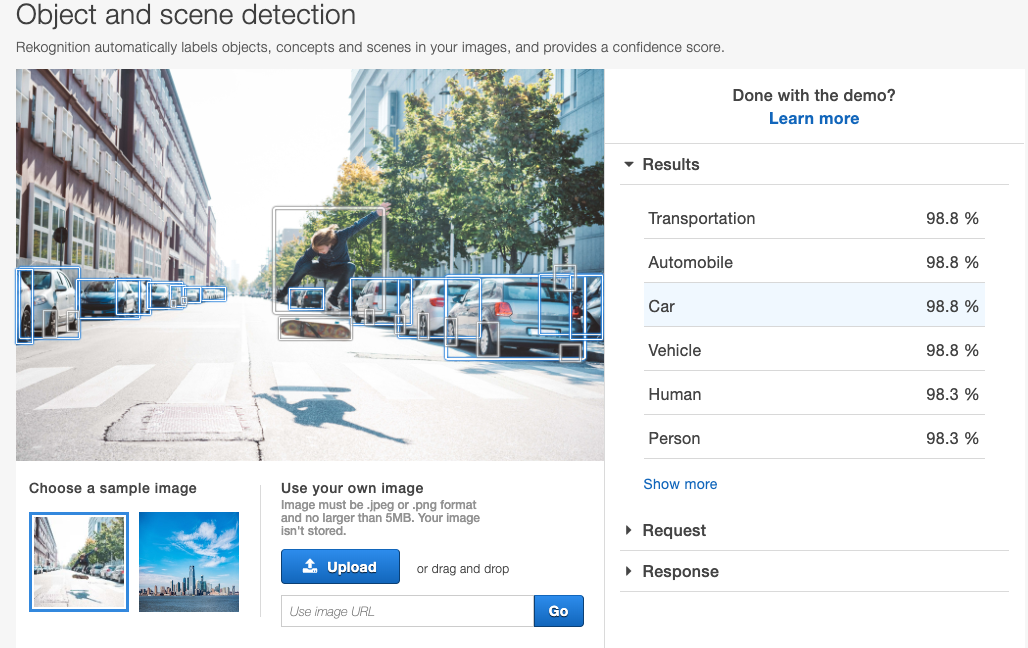 Object and scene detection
Rekognition automatically labels objects, concepts and scenes in your images, and provides a confidence score.
Done with the demo?
Learn more
Results
Transportation 98.8 %
Automobile 98.8 %
Car 98.8 %
Vehicle 98.8 %
Human 98.3 %
Person 98.3 %
Show more
Request
Response
Choose a sample image
Use your own image
Image must be .jpeg or .png format
and no larger than 5MB. Your image
isn't stored.
Upload or drag and drop
Use image URL Go